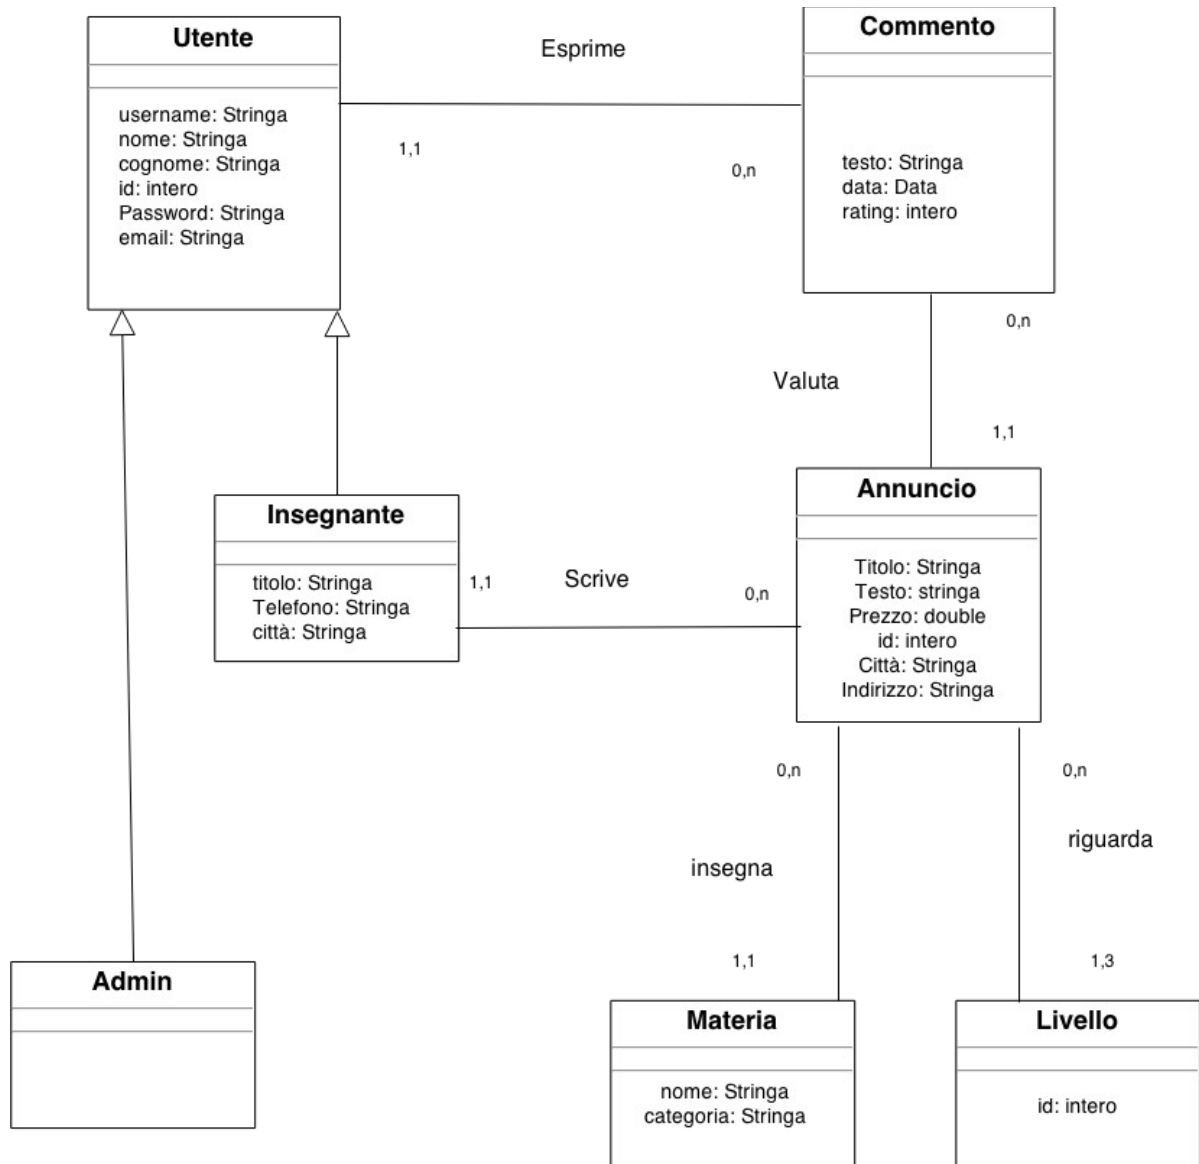 Utente
username: Stringa
nome: Stringa
cognome: Stringa
id: intero
Password: Stringa
email: Stringa
Esprime
1,1
0,n
Commento
testo: Stringa
data: Data
rating: intero
0,n
Valuta
1,1
Insegnante
titolo: Stringa
Telefono: Stringa
città: Stringa
1,1
Scrive
0,n
Annuncio
Titolo: Stringa
Testo: stringa
Prezzo: double
id: intero
Città: Stringa
Indirizzo: Stringa
0,n
insegna
1,1
0,n
riguarda
1,3
Admin
Materia
nome: Stringa
categoria: Stringa
Livello
id: intero